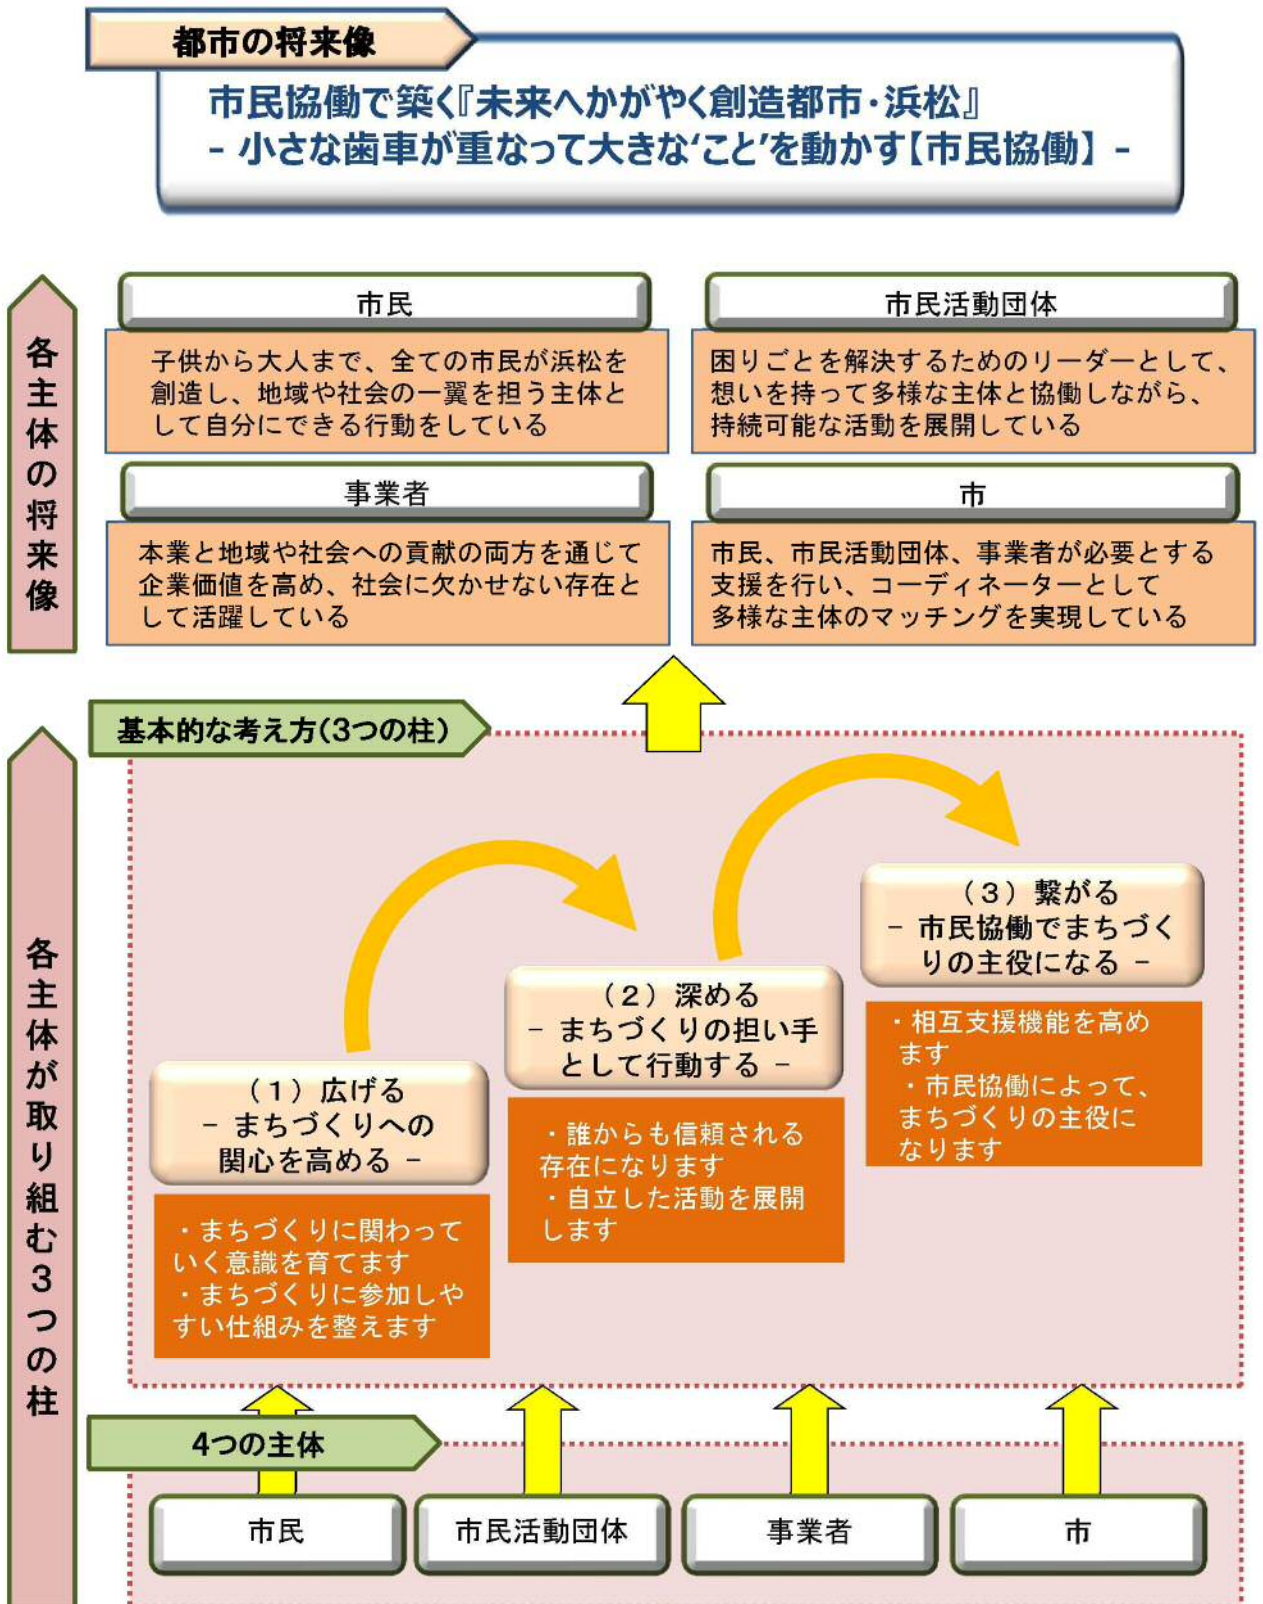 都市の将来像
市民協働で築く『未来へかがやく創造都市・浜松』
- 小さな歯車が重なって大きな‘こと’を動かす【市民協働】 -
各主体の将来像
市民
子供から大人まで、全ての市民が浜松を
創造し、地域や社会の一翼を担う主体と
して自分にできる行動をしている
市民活動団体
困りごとを解決するためのリーダーとして、
想いを持って多様な主体と協働しながら、
持続可能な活動を展開している
事業者
本業と地域や社会への貢献の両方を通じて
企業価値を高め、社会に欠かせない存在と
して活躍している
市
市民、市民活動団体、事業者が必要とする
支援を行い、コーディネーターとして
多様な主体のマッチングを実現している
各主体が取り組む3つの柱
基本的な考え方(3つの柱)
(1)広げる
- まちづくりへの
関心を高める -
・まちづくりに関わって
いく意識を育てます
・まちづくりに参加しや
すい仕組みを整えます
(2)深める
- まちづくりの担い手
として行動する -
・誰からも信頼される
存在になります
・自立した活動を展開
します
(3)繋がる
- 市民協働でまちづく
りの主役になる -
・相互支援機能を高め
ます
・市民協働によって、
まちづくりの主役に
なります
4つの主体
市民
市民活動団体
事業者
市